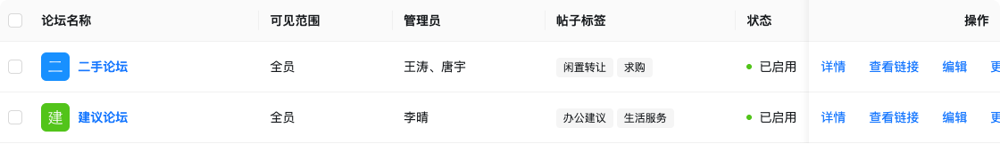 论坛名称 可见范围 管理员 帖子标签 状态 操作
二 二手论坛 全员 王涛、唐宇 闲置转让 求购 已启用 详情 查看链接 编辑
建 建议论坛 全员 李晴 办公建议 生活服务 已启用 详情 查看链接 编辑